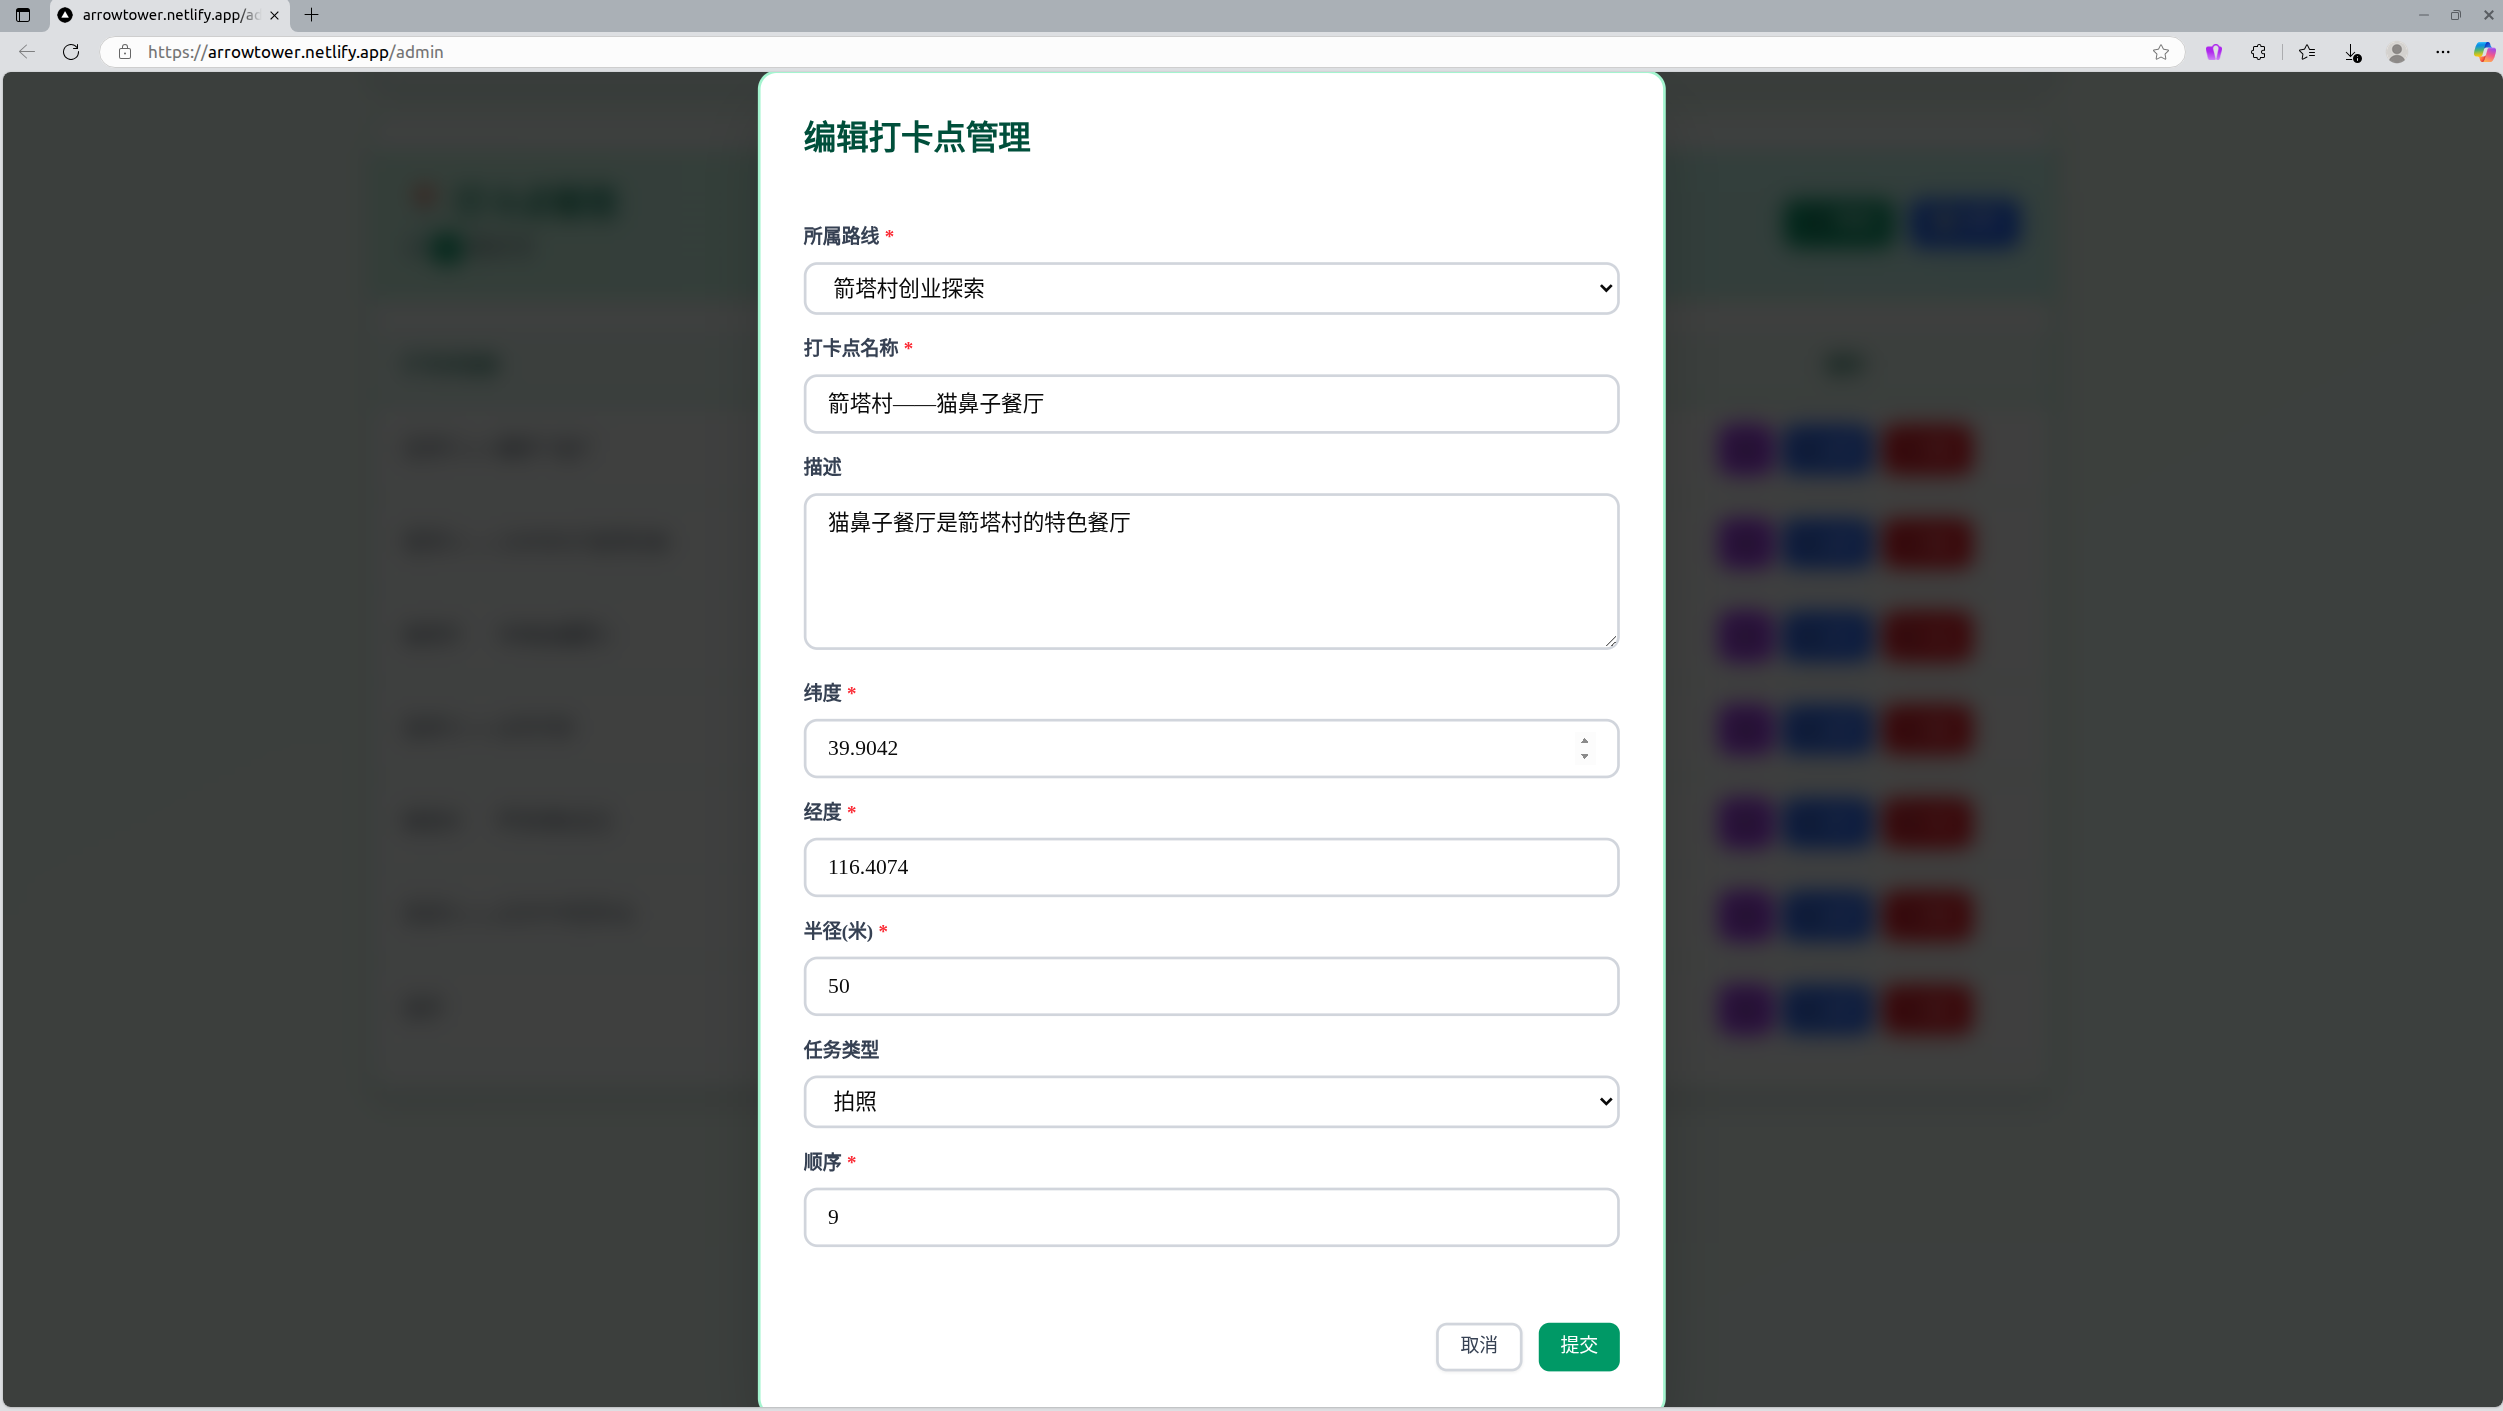 arrowtower.netlify.app/ad
https://arrowtower.netlify.app/admin
编辑打卡点管理
所属路线 *
箭塔村创业探索
打卡点名称 *
箭塔村——猫鼻子餐厅
描述
猫鼻子餐厅是箭塔村的特色餐厅
纬度 *
39.9042
经度 *
116.4074
半径(米) *
50
任务类型
拍照
顺序 *
9
取消
提交